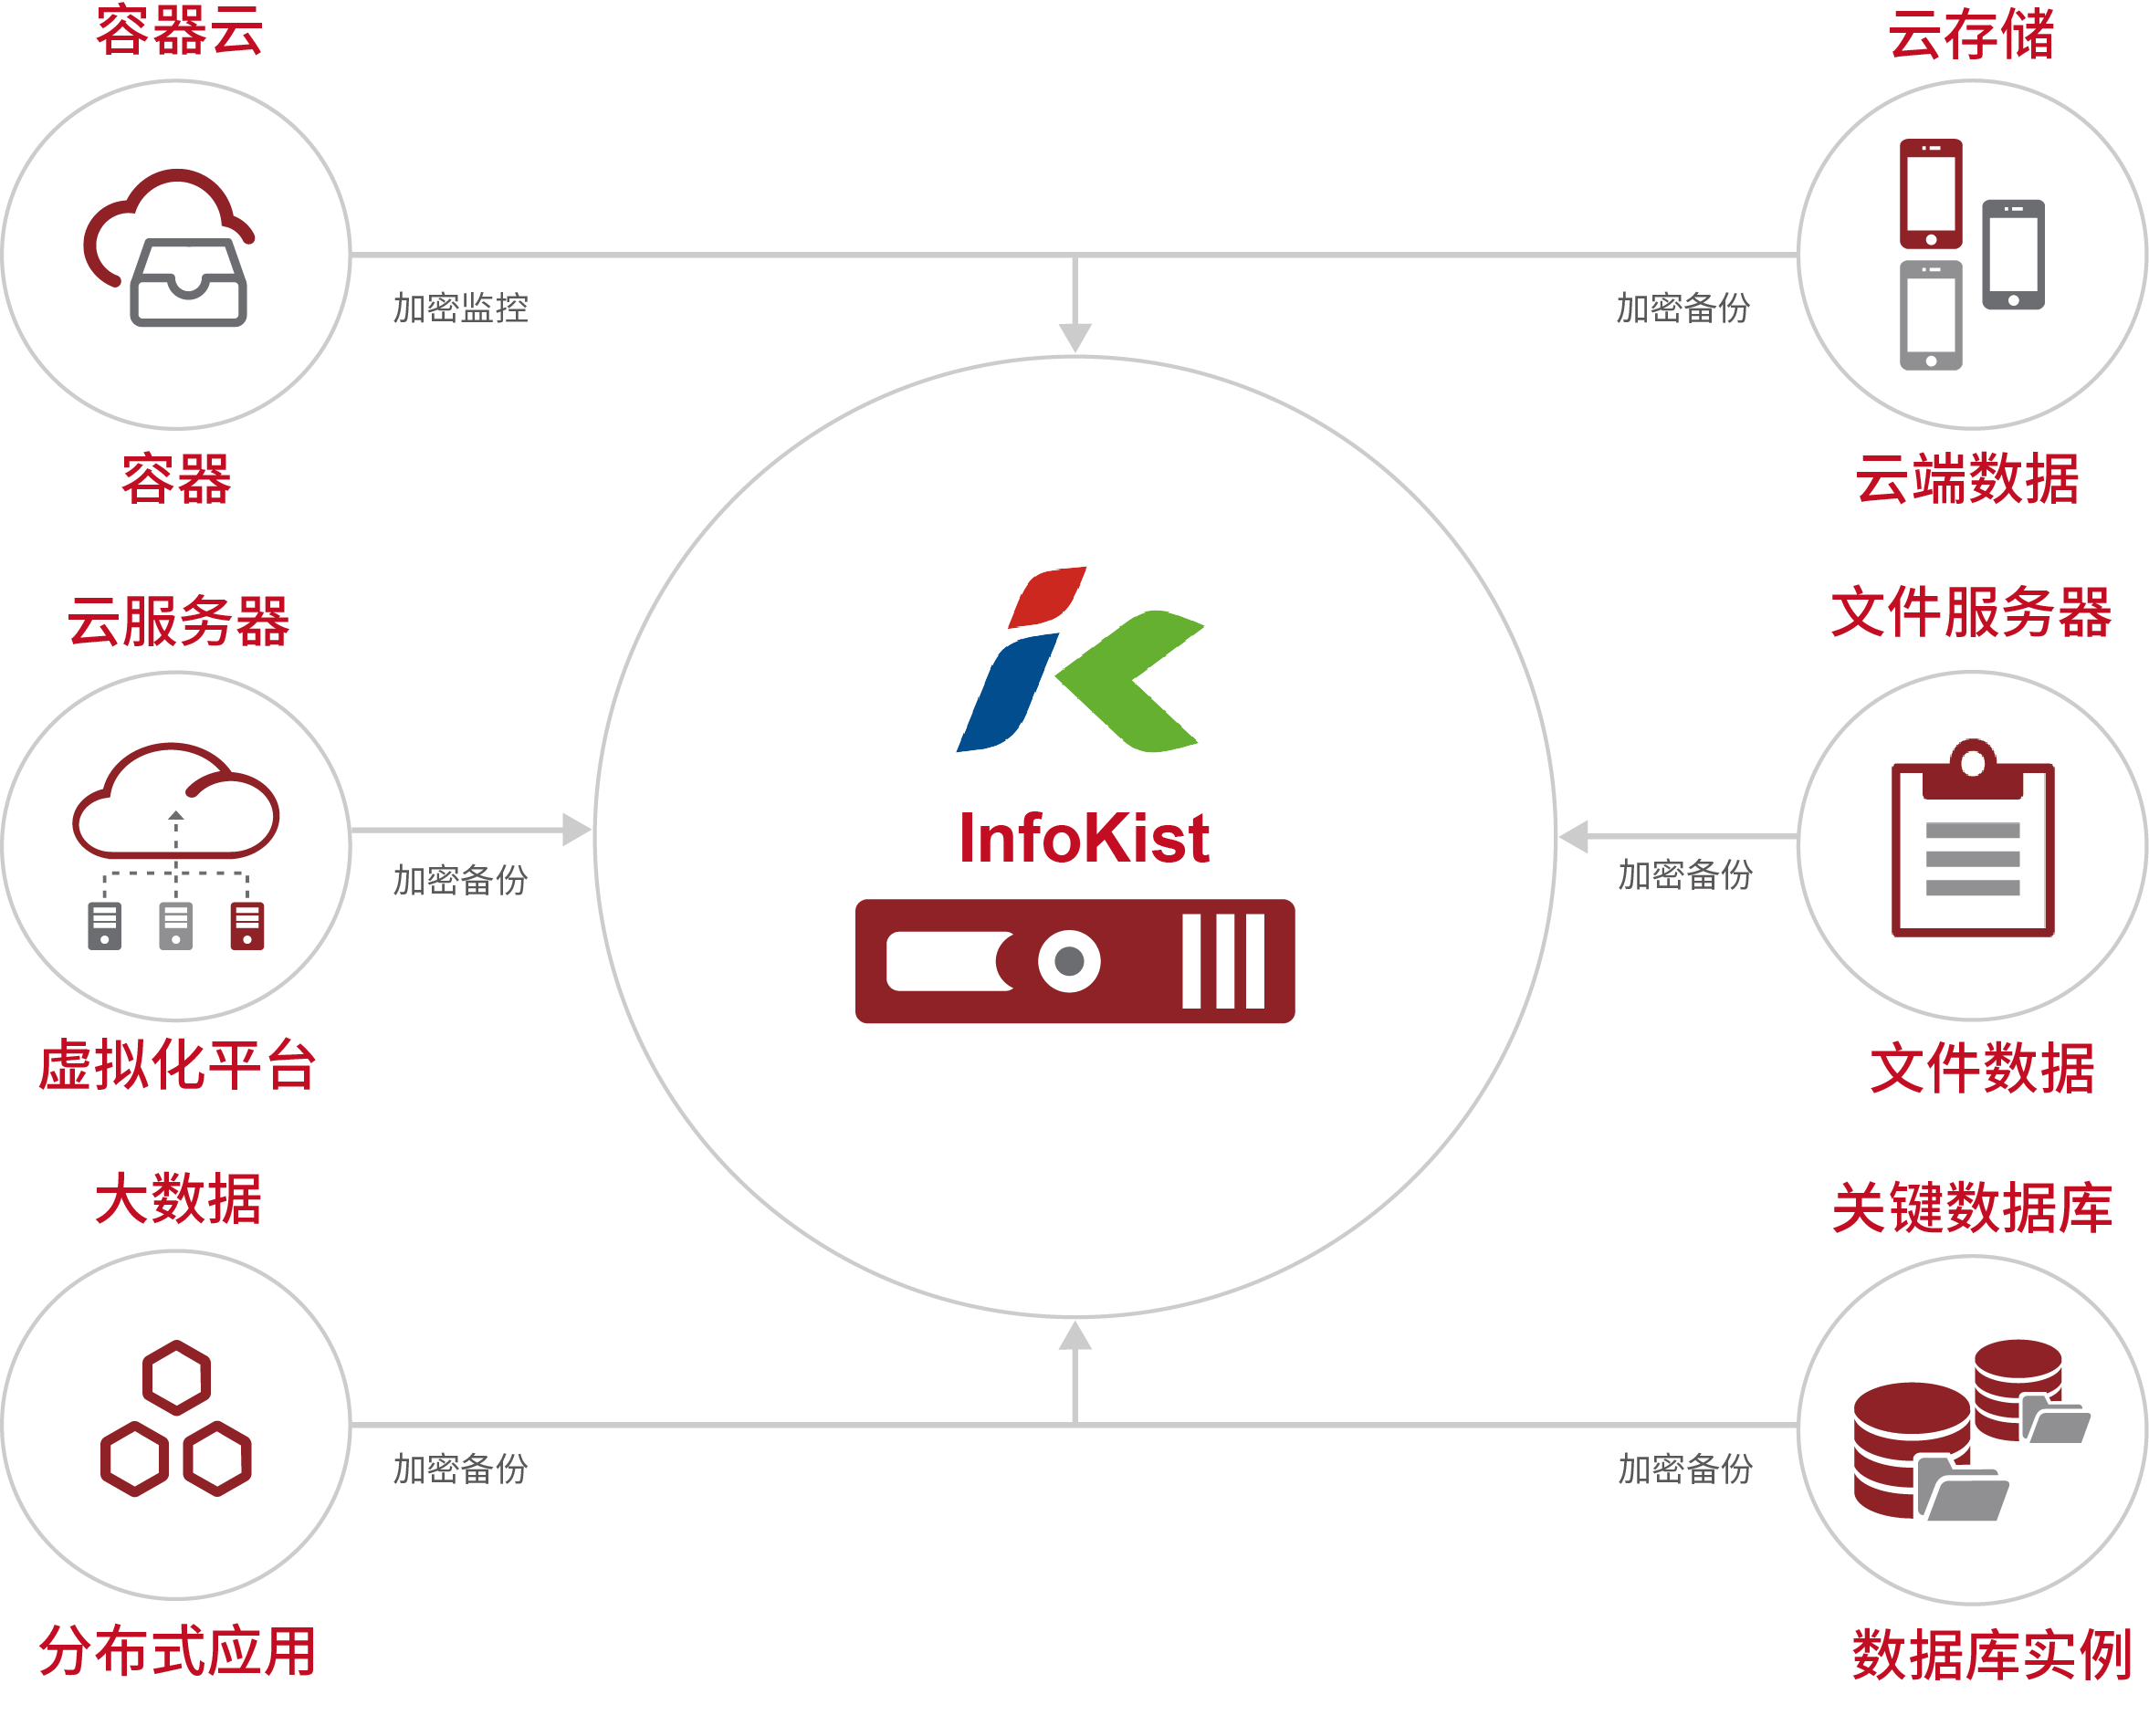 容器云
云存储
加密监控
加密备份
容器
云端数据
云服务器
文件服务器
InfoKist
加密备份
加密备份
虚拟化平台
文件数据
大数据
关键数据库
加密备份
加密备份
分布式应用
数据库实例